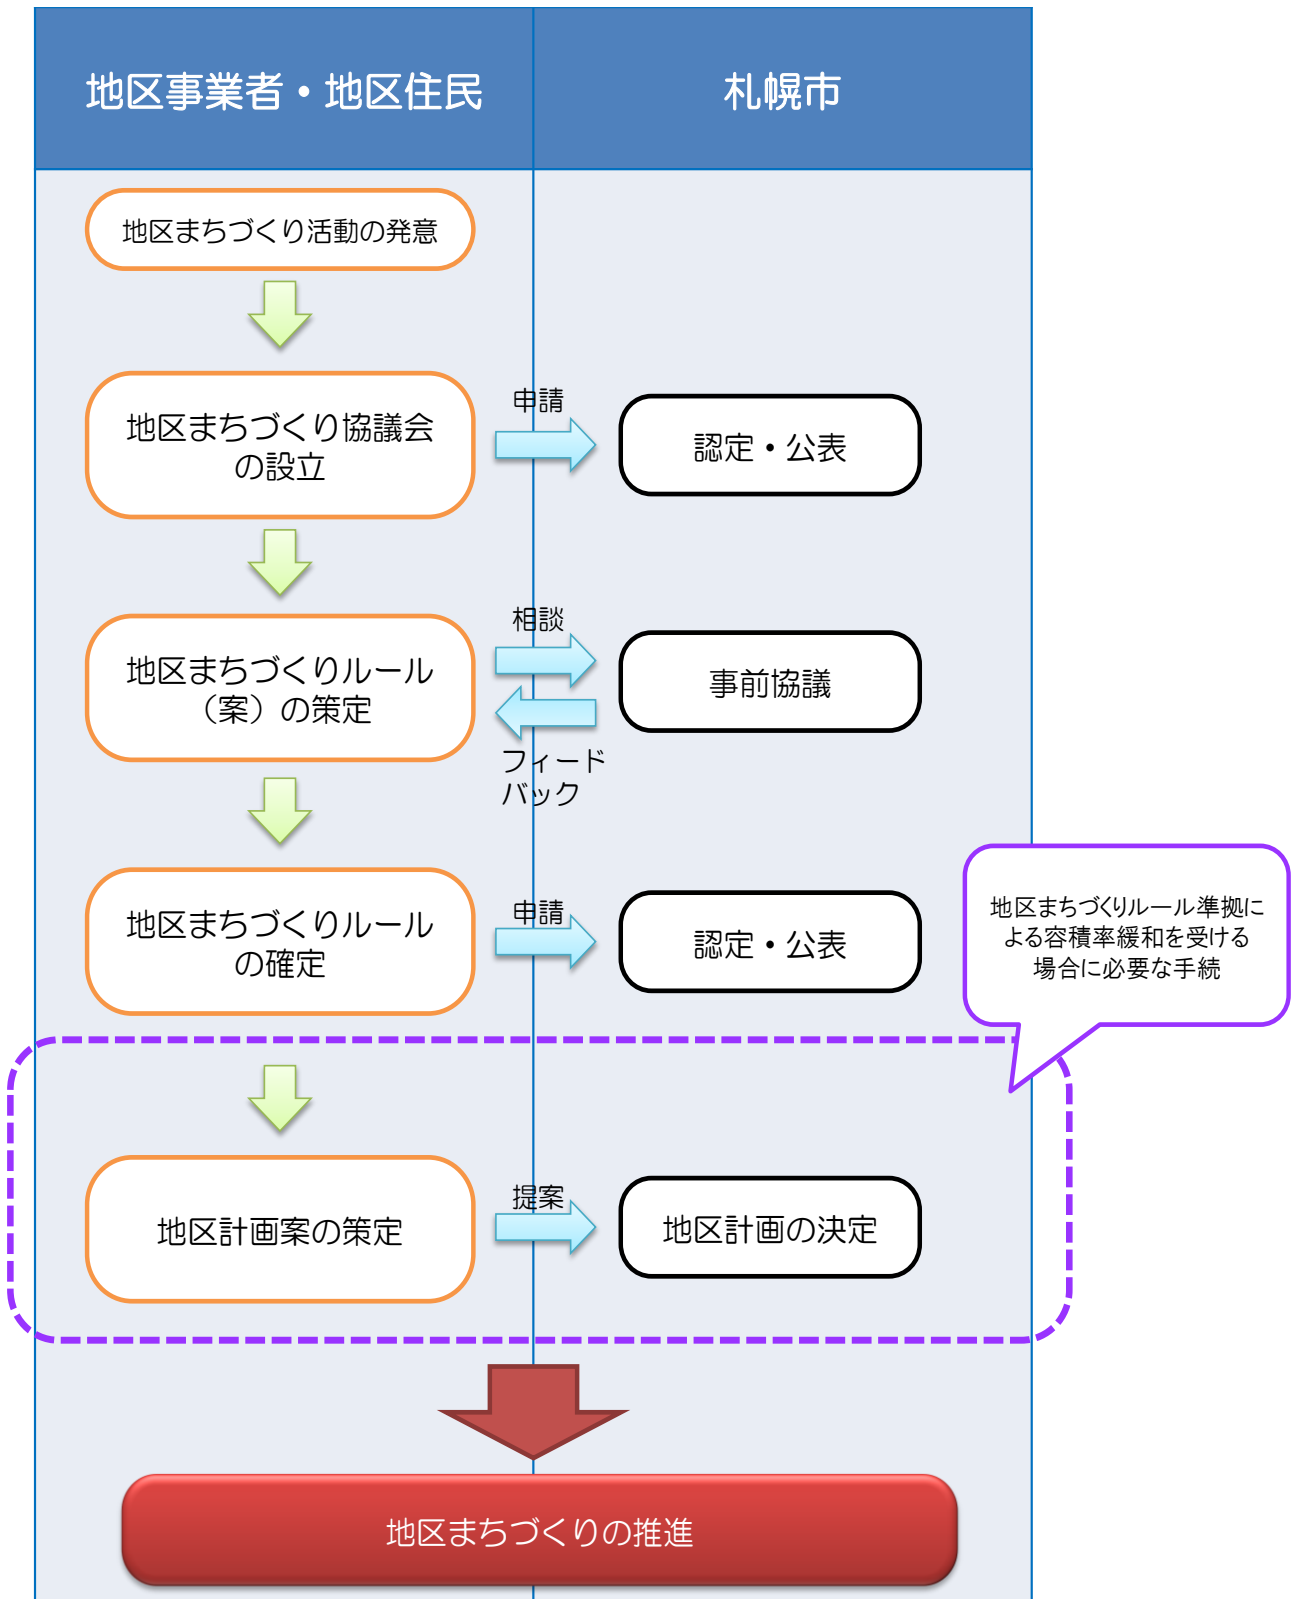 地区事業者・地区住民
札幌市
地区まちづくり活動の発意
地区まちづくり協議会
の設立
申請
認定・公表
地区まちづくりルール
（案）の策定
相談
事前協議
フィード
バック
地区まちづくりルール
の確定
申請
認定・公表
地区まちづくりルール準拠に
よる容積率緩和を受ける
場合に必要な手続
地区計画案の策定
提案
地区計画の決定
地区まちづくりの推進